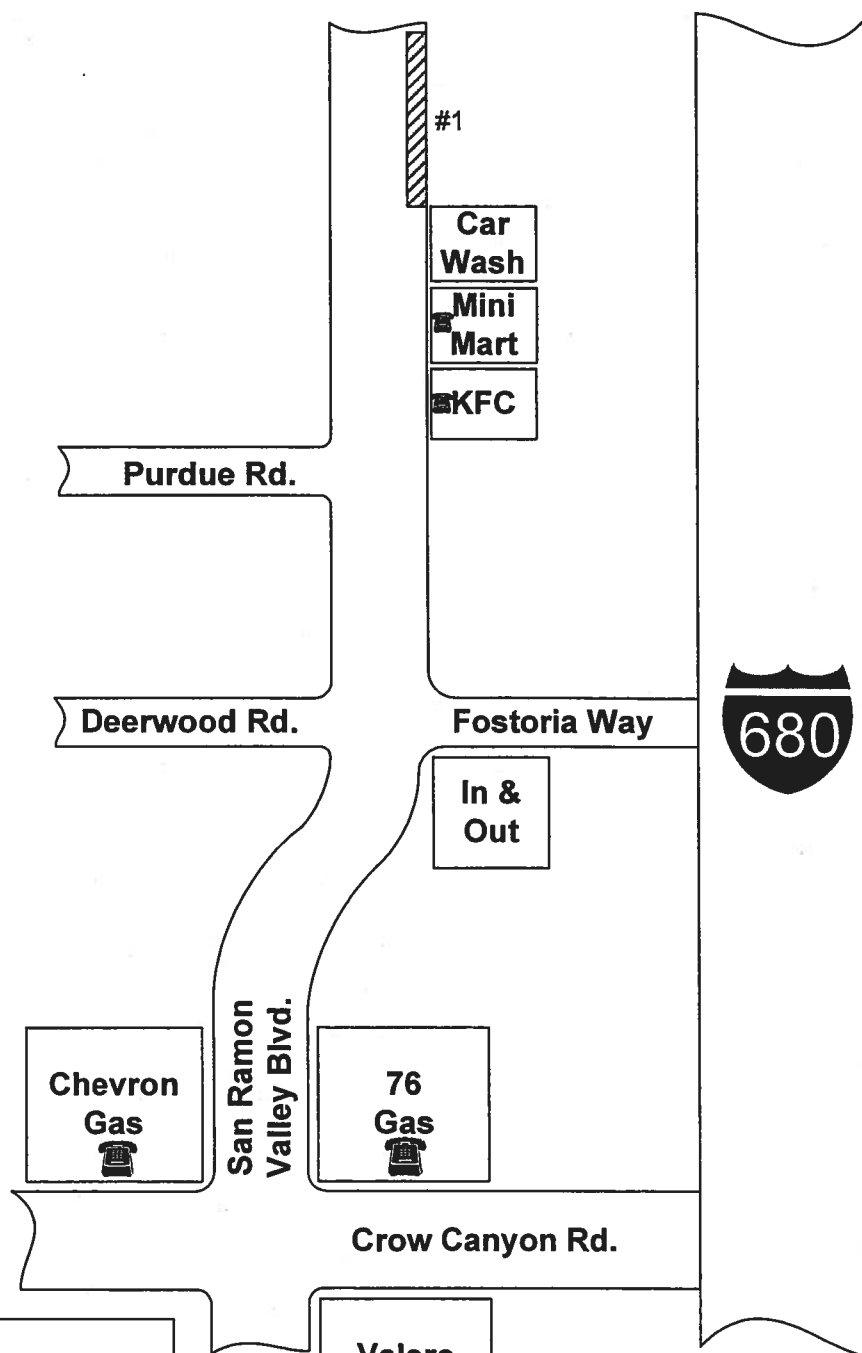 #1
Car
Wash
Mini
Mart
KFC
Purdue Rd.
Deerwood Rd.
Fostoria Way
680
In &
Out
San Ramon
Valley Blvd.
Chevron
Gas
76
Gas
Crow Canyon Rd.
Valero